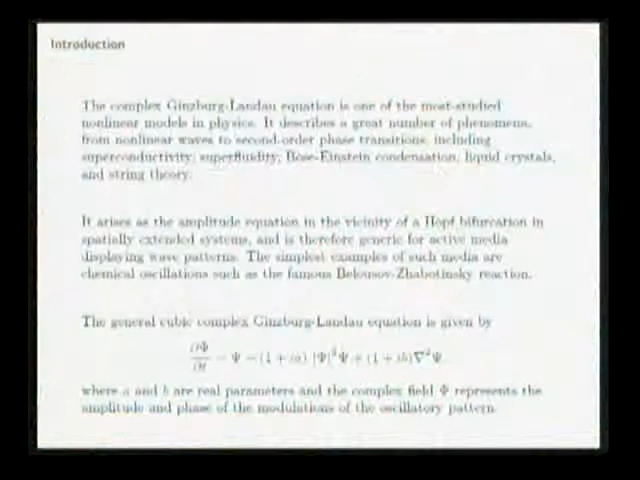 Introduction
The complex Ginzburg-Landau equation is one of the most-studied
nonlinear models in physics. It describes a great number of phenomena,
from nonlinear waves to second-order phase transitions, including
superconductivity, superfluidity, Bose-Einstein condensation, liquid crystals,
and string theory.
It arises as the amplitude equation in the vicinity of a Hopf bifurcation in
spatially extended systems, and is therefore generic for active media
displaying wave patterns. The simplest examples of such media are
chemical oscillations such as the famous Belousov-Zhabotinsky reaction.
The general cubic complex Ginzburg-Landau equation is given by
∂Ψ/∂t = Ψ − (1 + ia) |Ψ|²Ψ + (1 + ib)∇²Ψ
where a and b are real parameters and the complex field Ψ represents the
amplitude and phase of the modulations of the oscillatory pattern.